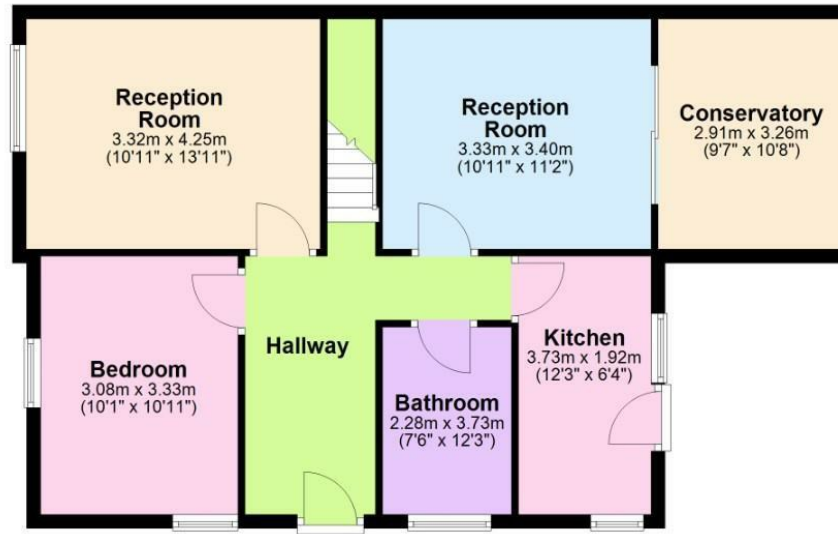 Reception
Room
3.32m x 4.25m
(10'11" x 13'11")
Reception
Room
3.33m x 3.40m
(10'11" x 11'2")
Conservatory
2.91m x 3.26m
(9'7" x 10'8")
Bedroom
3.08m x 3.33m
(10'1" x 10'11")
Hallway
Bathroom
2.28m x 3.73m
(7'6" x 12'3")
Kitchen
3.73m x 1.92m
(12'3" x 6'4")